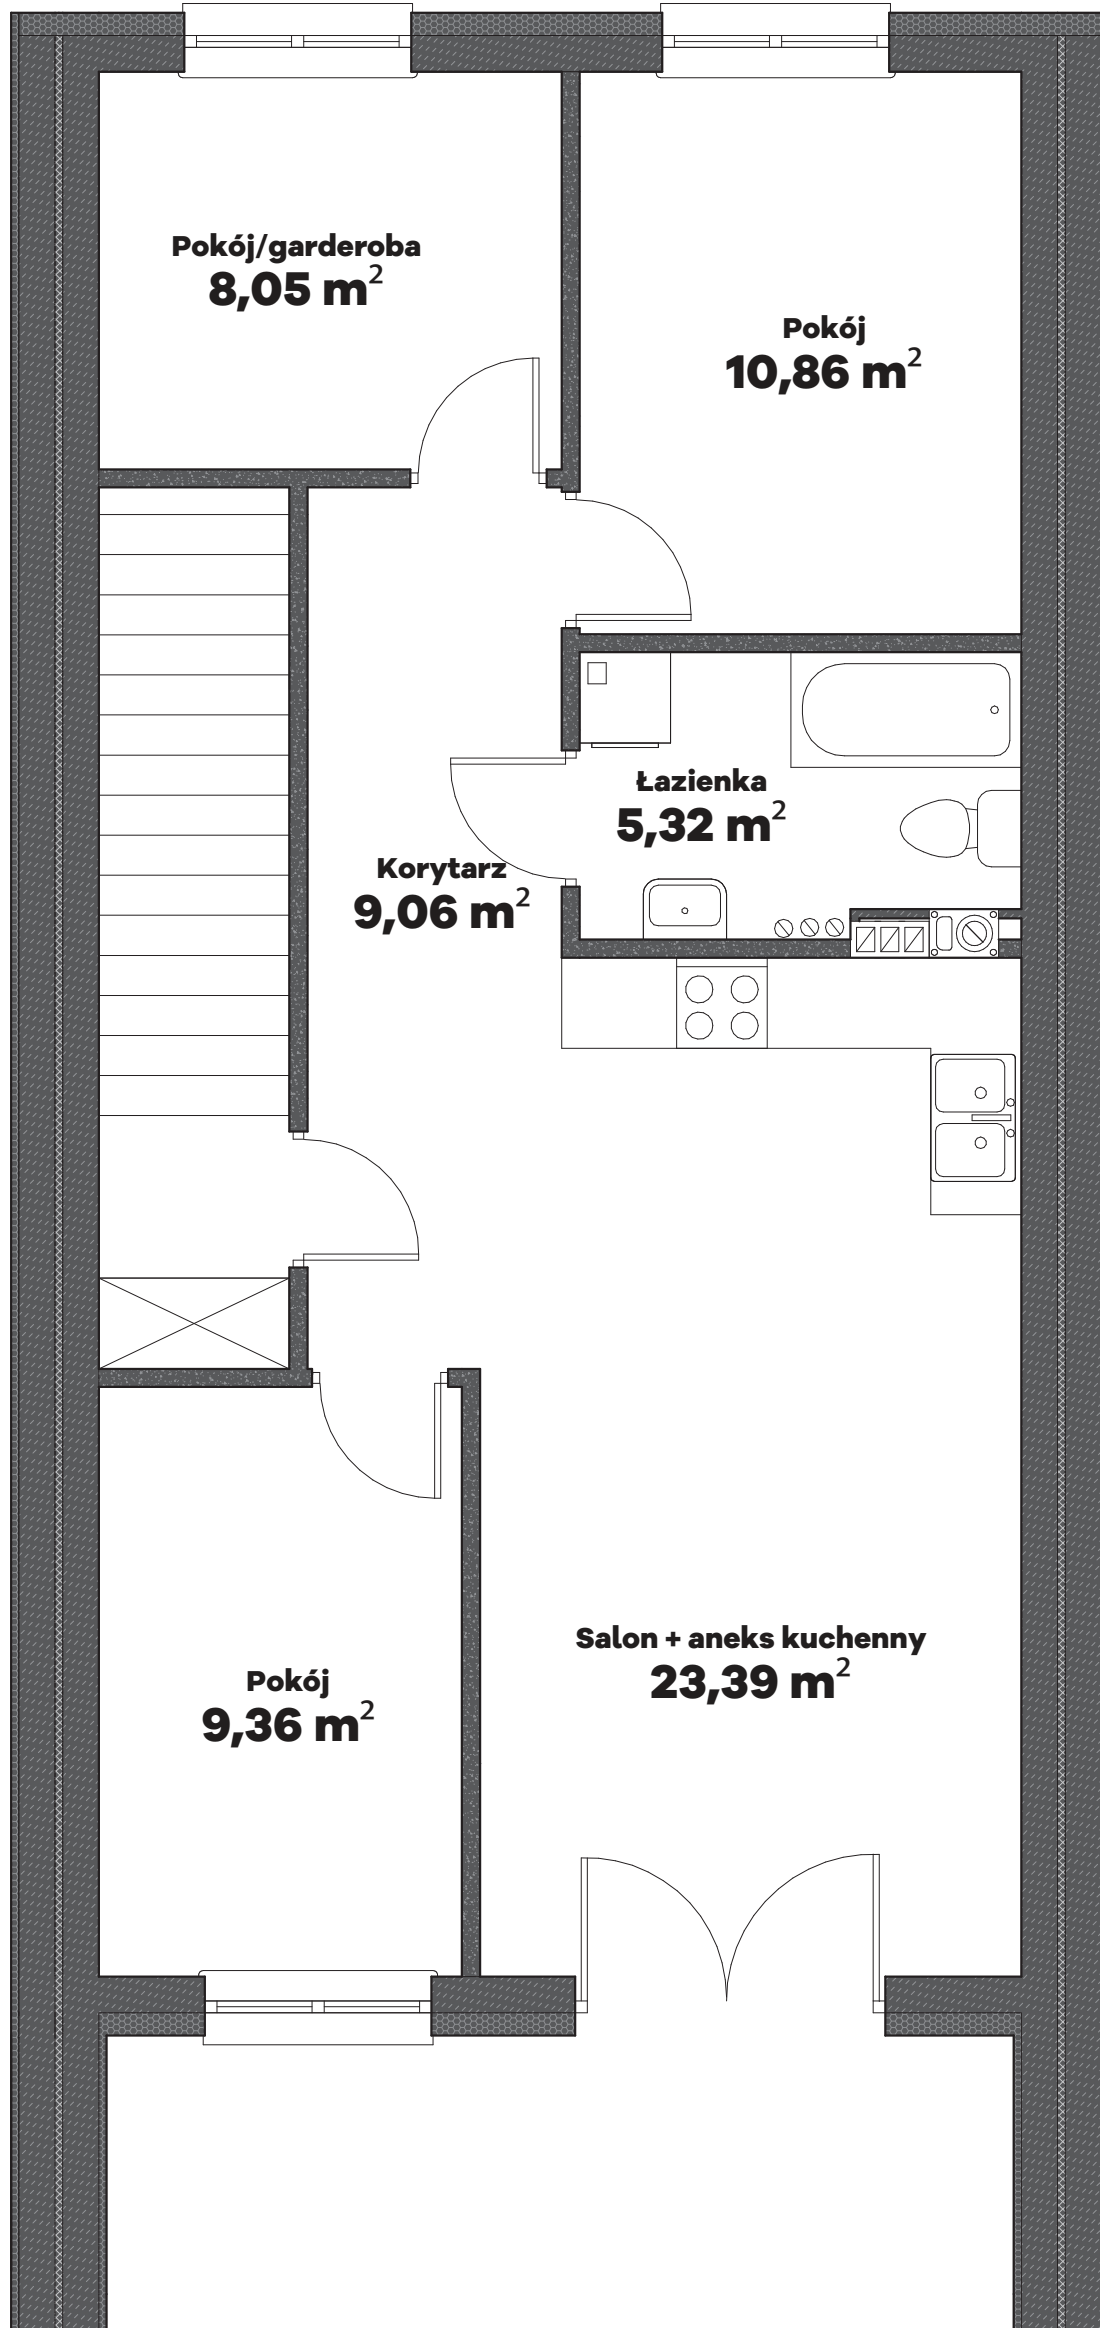 Pokój/garderoba
8,05 m²
Pokój
10,86 m²
Łazienka
5,32 m²
Korytarz
9,06 m²
Salon + aneks kuchenny
23,39 m²
Pokój
9,36 m²